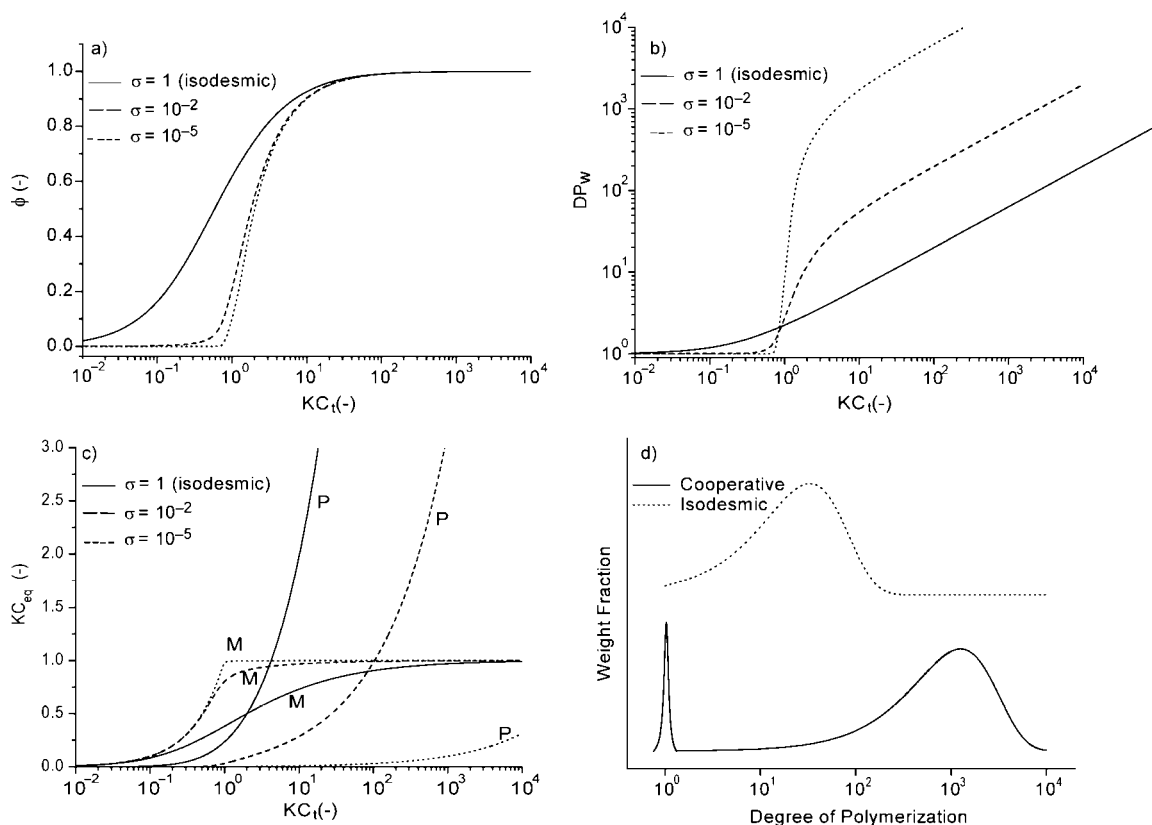 a)
σ = 1 (isodesmic)
σ = 10⁻²
σ = 10⁻⁵
ϕ (-)
1.0
0.8
0.6
0.4
0.2
0.0
10⁻² 10⁻¹ 10⁰ 10¹ 10² 10³ 10⁴
KCₜ(-)
b)
σ = 1 (isodesmic)
σ = 10⁻²
σ = 10⁻⁵
DP_W
10⁴
10³
10²
10¹
10⁰
10⁻² 10⁻¹ 10⁰ 10¹ 10² 10³ 10⁴
KCₜ(-)
c)
σ = 1 (isodesmic)
σ = 10⁻²
σ = 10⁻⁵
KC_eq (-)
3.0
2.5
2.0
1.5
1.0
0.5
0.0
P
P
M
M
M
P
10⁻² 10⁻¹ 10⁰ 10¹ 10² 10³ 10⁴
KCₜ(-)
d)
Cooperative
Isodesmic
Weight Fraction
10⁰ 10¹ 10² 10³ 10⁴
Degree of Polymerization